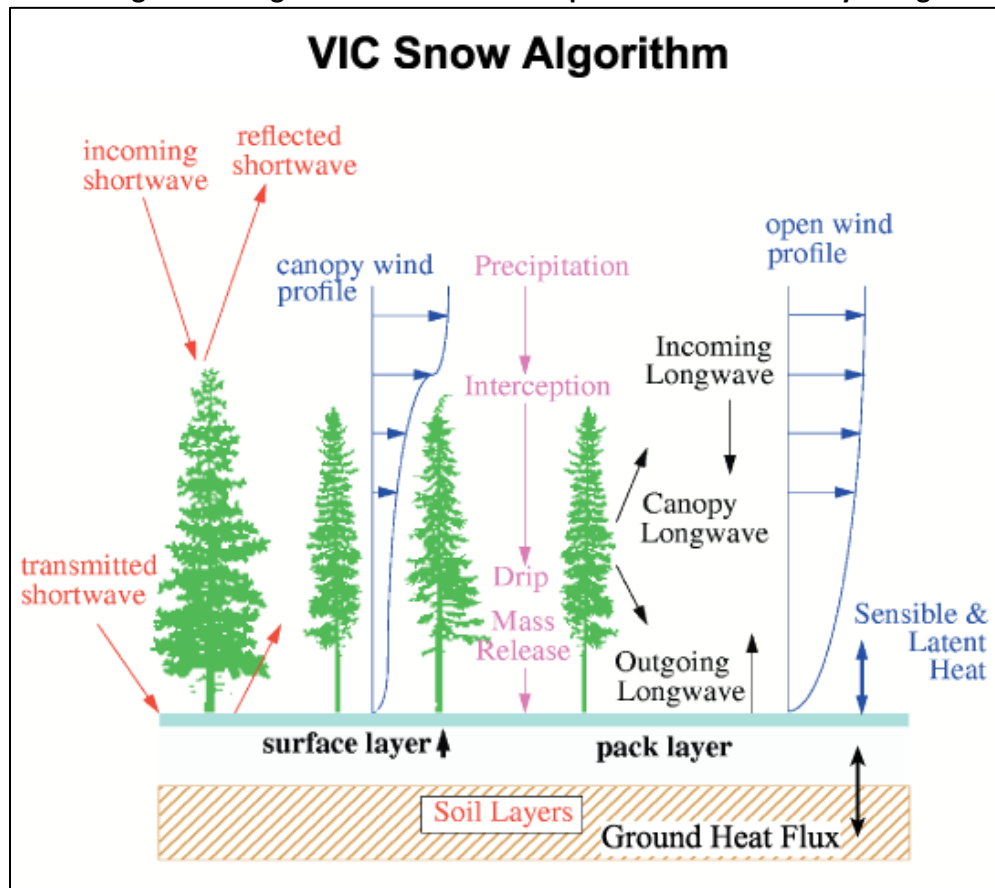 VIC Snow Algorithm
incoming
shortwave
reflected
shortwave
canopy wind
profile
Precipitation
open wind
profile
Interception
Incoming
Longwave
Canopy
Longwave
transmitted
shortwave
Drip
Mass
Release
Outgoing
Longwave
Sensible &
Latent
Heat
surface layer
pack layer
Soil Layers
Ground Heat Flux